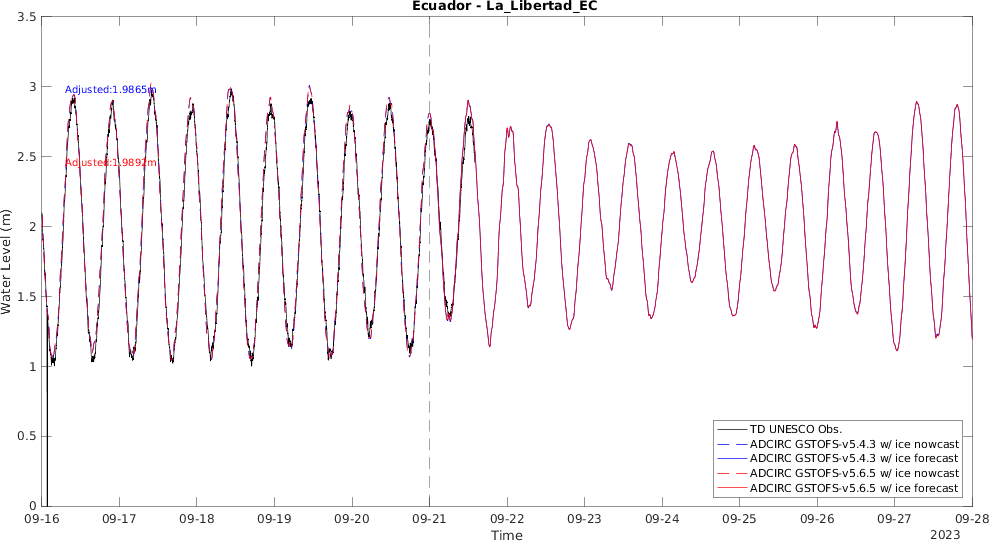 Ecuador - La_Libertad_EC
3.5
3
2.5
2
1.5
1
0.5
0
Water Level (m)
Adjusted:1.9865m
Adjusted:1.9892m
TD UNESCO Obs.
ADCIRC GSTOFS-v5.4.3 w/ ice nowcast
ADCIRC GSTOFS-v5.4.3 w/ ice forecast
ADCIRC GSTOFS-v5.6.5 w/ ice nowcast
ADCIRC GSTOFS-v5.6.5 w/ ice forecast
09-16 09-17 09-18 09-19 09-20 09-21 09-22 09-23 09-24 09-25 09-26 09-27 09-28
Time
2023